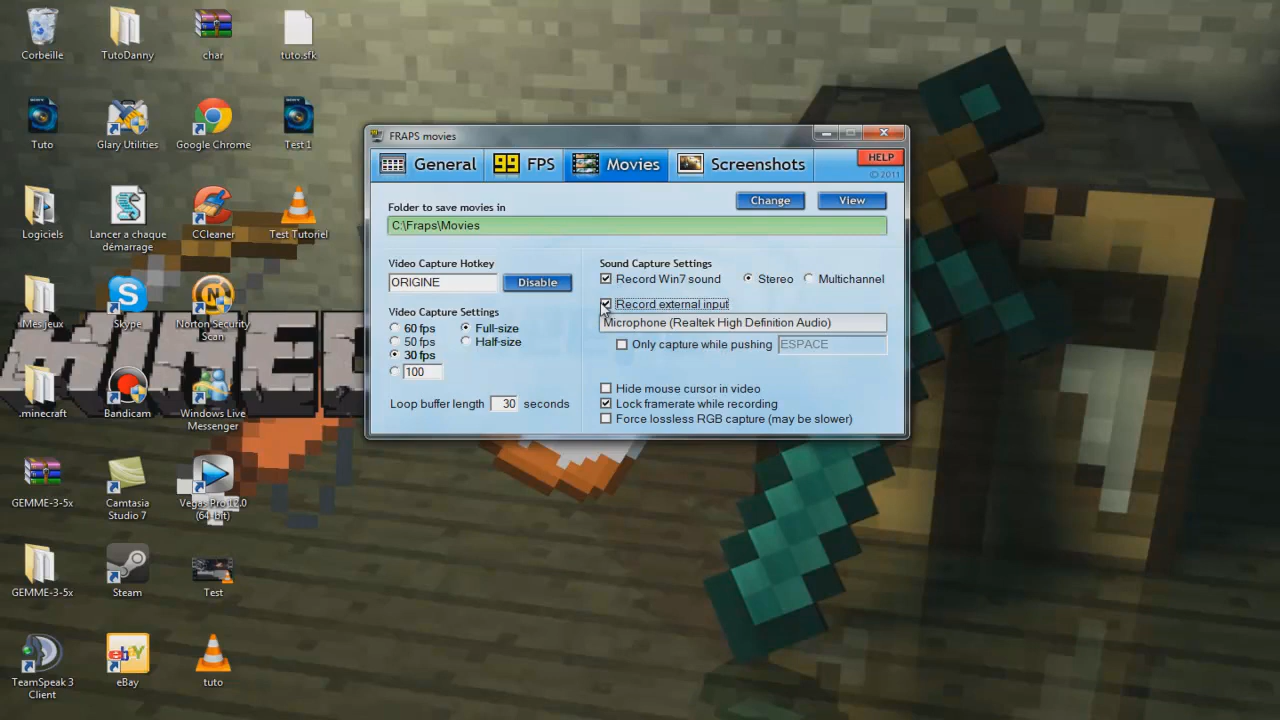 Corbeille
TutoDanny
char
tuto.sfk
Tuto
Glary Utilities
Google Chrome
Test 1
Logiciels
Lancer a chaque
démarrage
CCleaner
Test Tutoriel
Mes jeux
Skype
Norton Security
Scan
.minecraft
Bandicam
Windows Live
Messenger
GEMME-3-5x
Camtasia
Studio 7
Vegas Pro 12.0
(64-bit)
GEMME-3-5x
Steam
Test
TeamSpeak 3
Client
eBay
tuto
MINEC
FRAPS movies
General
99 FPS
Movies
Screenshots
HELP
© 2011
Folder to save movies in
Change
View
C:\Fraps\Movies
Video Capture Hotkey
ORIGINE
Disable
Video Capture Settings
60 fps
Full-size
50 fps
Half-size
30 fps
100
Loop buffer length 30 seconds
Sound Capture Settings
Record Win7 sound
Stereo
Multichannel
Record external input
Microphone (Realtek High Definition Audio)
Only capture while pushing
ESPACE
Hide mouse cursor in video
Lock framerate while recording
Force lossless RGB capture (may be slower)